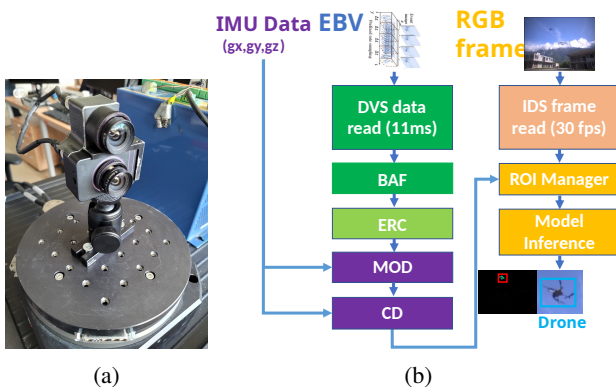 IMU Data
(gx,gy,gz)
EBV
RGB
frame
DVS data
read (11ms)
IDS frame
read (30 fps)
BAF
ROI Manager
ERC
Model
Inference
MOD
CD
Drone
(a)
(b)